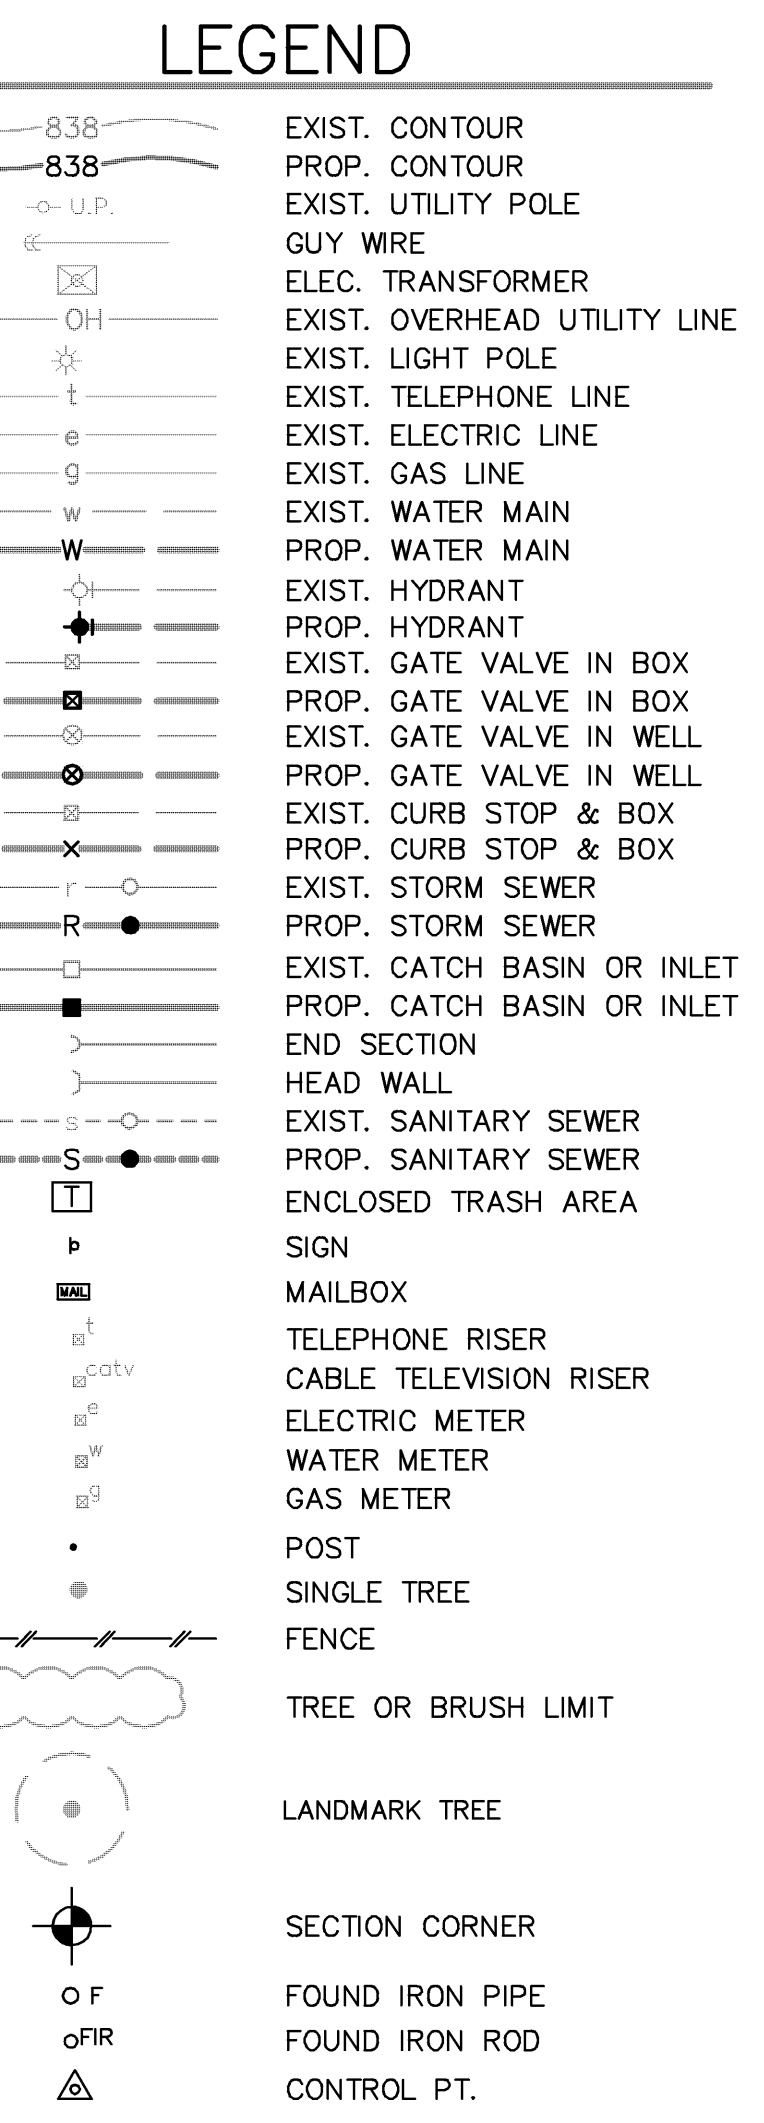 LEGEND
838 EXIST. CONTOUR
838 PROP. CONTOUR
U.P. EXIST. UTILITY POLE
GUY WIRE
ELEC. TRANSFORMER
OH EXIST. OVERHEAD UTILITY LINE
EXIST. LIGHT POLE
t EXIST. TELEPHONE LINE
e EXIST. ELECTRIC LINE
g EXIST. GAS LINE
w EXIST. WATER MAIN
W PROP. WATER MAIN
EXIST. HYDRANT
PROP. HYDRANT
EXIST. GATE VALVE IN BOX
PROP. GATE VALVE IN BOX
EXIST. GATE VALVE IN WELL
PROP. GATE VALVE IN WELL
EXIST. CURB STOP & BOX
PROP. CURB STOP & BOX
r EXIST. STORM SEWER
R PROP. STORM SEWER
EXIST. CATCH BASIN OR INLET
PROP. CATCH BASIN OR INLET
END SECTION
HEAD WALL
s EXIST. SANITARY SEWER
S PROP. SANITARY SEWER
T ENCLOSED TRASH AREA
SIGN
MAIL MAILBOX
t TELEPHONE RISER
catv CABLE TELEVISION RISER
e ELECTRIC METER
w WATER METER
g GAS METER
POST
SINGLE TREE
FENCE
TREE OR BRUSH LIMIT
LANDMARK TREE
SECTION CORNER
F FOUND IRON PIPE
FIR FOUND IRON ROD
CONTROL PT.